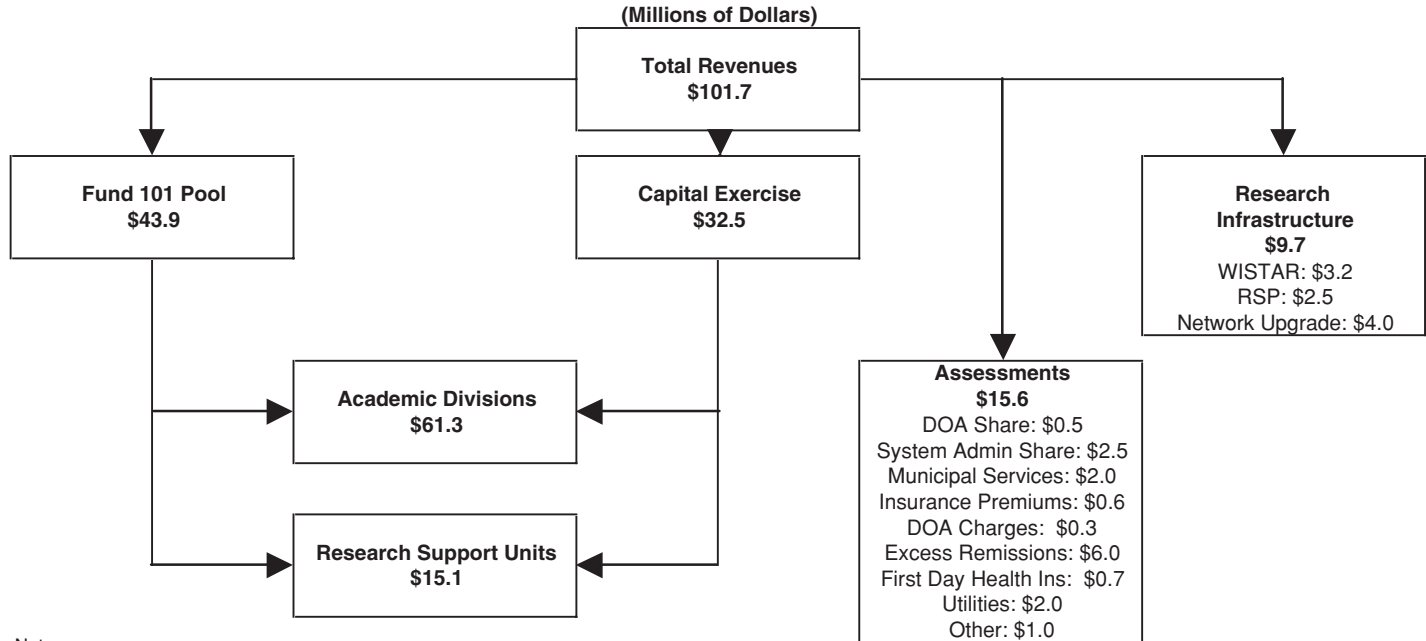 (Millions of Dollars)
Total Revenues
$101.7
Fund 101 Pool
$43.9
Capital Exercise
$32.5
Research
Infrastructure
$9.7
WISTAR: $3.2
RSP: $2.5
Network Upgrade: $4.0
Academic Divisions
$61.3
Research Support Units
$15.1
Assessments
$15.6
DOA Share: $0.5
System Admin Share: $2.5
Municipal Services: $2.0
Insurance Premiums: $0.6
DOA Charges: $0.3
Excess Remissions: $6.0
First Day Health Ins: $0.7
Utilities: $2.0
Other: $1.0